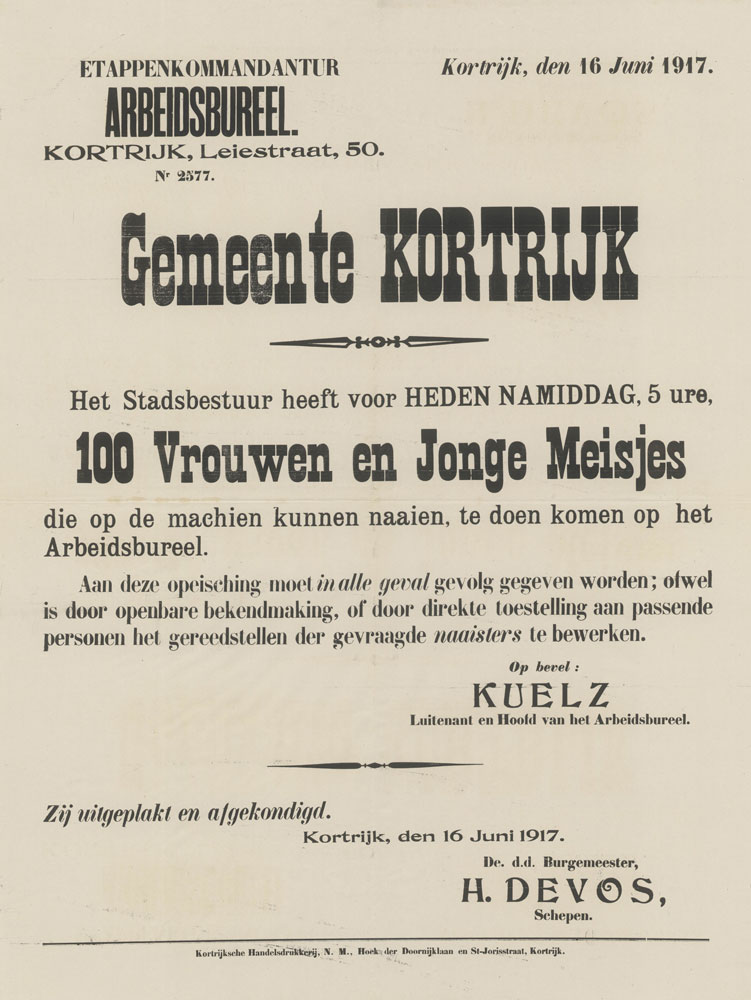 ETAPPENKOMMANDANTUR
ARBEIDSBUREEL.
KORTRIJK, Leiestraat, 50.
Nr 2577.
Kortrijk, den 16 Juni 1917.
Gemeente KORTRIJK
Het Stadsbestuur heeft voor HEDEN NAMIDDAG, 5 ure,
100 Vrouwen en Jonge Meisjes
die op de machien kunnen naaien, te doen komen op het
Arbeidsbureel.
Aan deze opeisching moet in alle geval gevolg gegeven worden; ofwel
is door openbare bekendmaking, of door direkte toestelling aan passende
personen het gereedstellen der gevraagde naaisters te bewerken.
Op bevel :
KUELZ
Luitenant en Hoofd van het Arbeidsbureel.
Zij uitgeplakt en afgekondigd.
Kortrijk, den 16 Juni 1917.
De. d.d. Burgemeester,
H. DEVOS,
Schepen.
Kortrijksche Handelsdrukkerij, N. M., Hoek der Doornijklaan en St-Jorisstraat, Kortrijk.